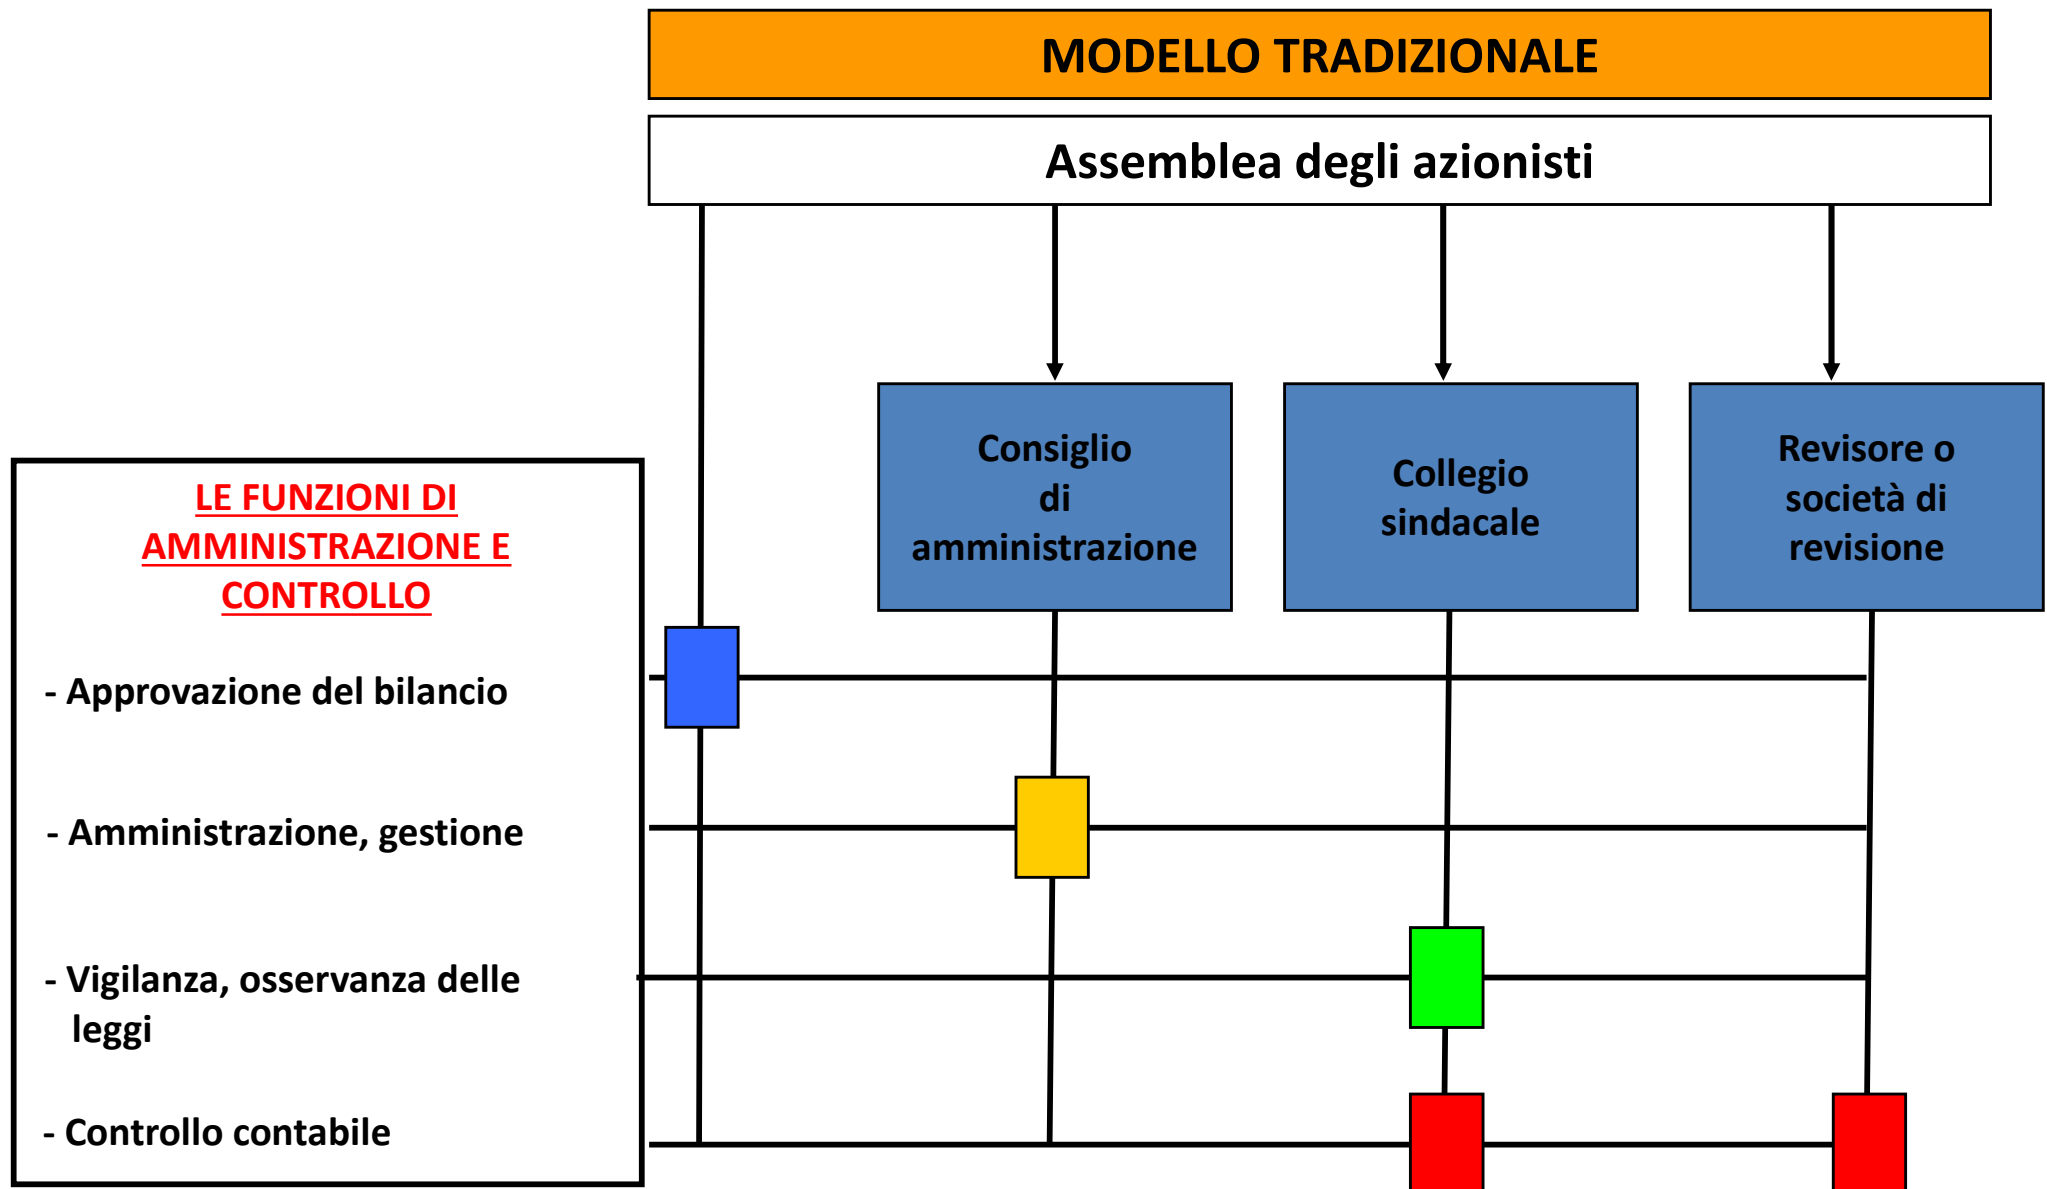 MODELLO TRADIZIONALE
Assemblea degli azionisti
Consiglio
di
amministrazione
Collegio
sindacale
Revisore o
società di
revisione
LE FUNZIONI DI
AMMINISTRAZIONE E
CONTROLLO
- Approvazione del bilancio
- Amministrazione, gestione
- Vigilanza, osservanza delle
leggi
- Controllo contabile